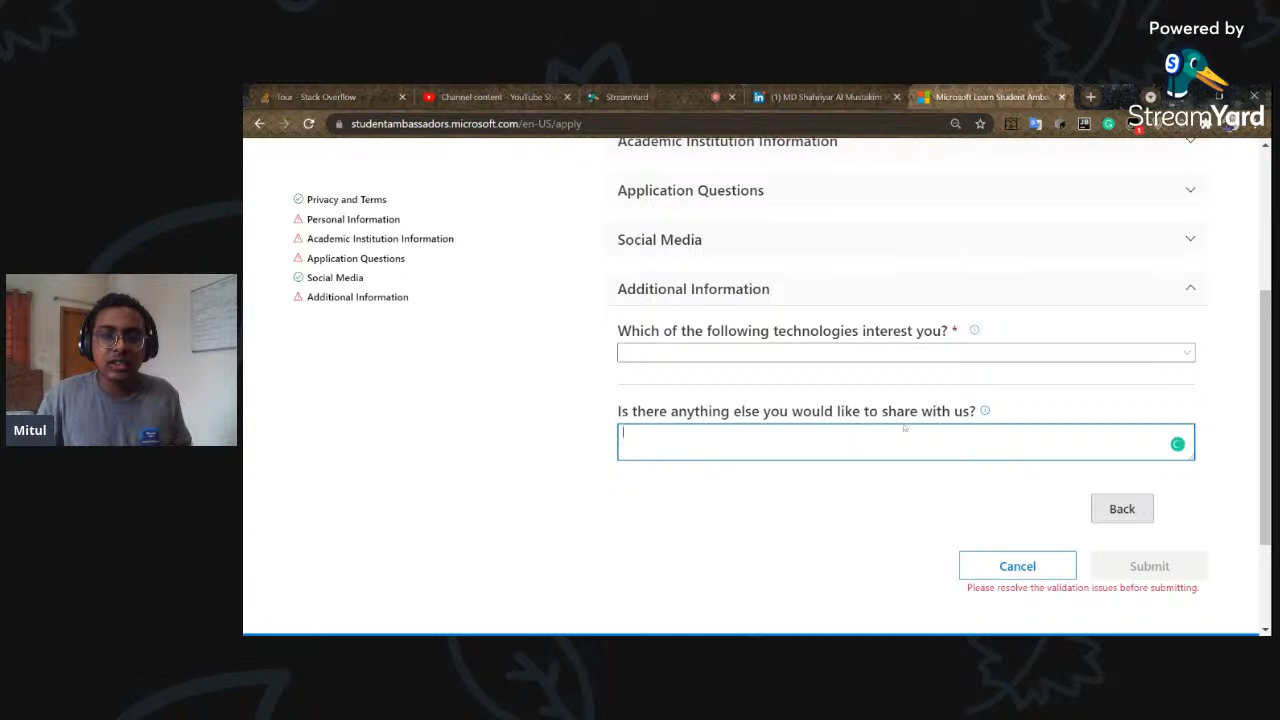 Powered by
StreamYard
Tour - Stack Overflow
Channel content - YouTube Stu
StreamYard
(1) MD Shahriyar Al Mustakim
Microsoft Learn Student Amb
studentambassadors.microsoft.com/en-US/apply
Privacy and Terms
Personal Information
Academic Institution Information
Application Questions
Social Media
Additional Information
Academic Institution Information
Application Questions
Social Media
Additional Information
Which of the following technologies interest you? *
Is there anything else you would like to share with us?
Back
Cancel
Submit
Please resolve the validation issues before submitting.
Mitul